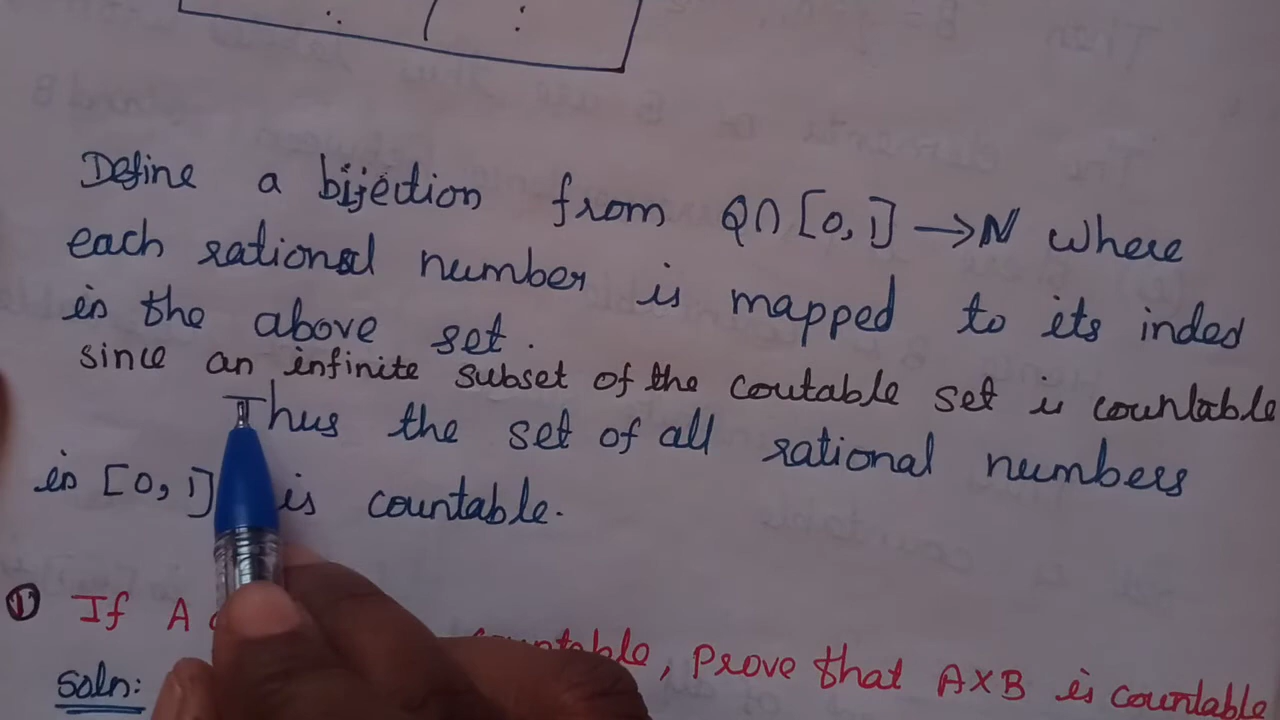 Define a bijection from Q∩[0,1]→N where
each rational number is mapped to its inded
in the above set.
since an infinite subset of the coutable set is countable
Thus the set of all rational numbers
in [0,1] is countable.
If A countable, Prove that A×B is countable
Soln: